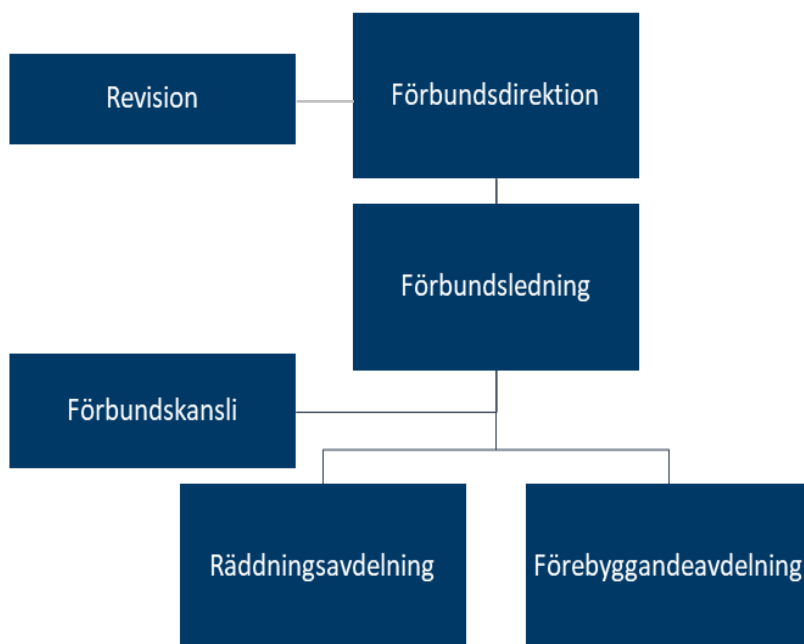 Revision
Förbundsdirektion
Förbundsledning
Förbundskansli
Räddningsavdelning
Förebyggandeavdelning